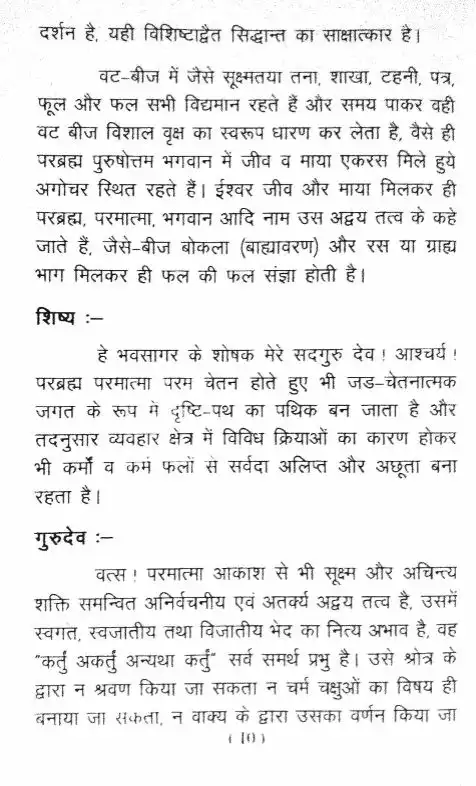 दर्शन है, यही विशिष्टाद्वैत सिद्धान्त का साक्षात्कार है।
वट-बीज में जैसे सूक्ष्मतया तना, शाखा, टहनी, पत्र,
फूल और फल सभी विद्यमान रहते हैं और समय पाकर वही
वट बीज विशाल वृक्ष का स्वरूप धारण कर लेता है, वैसे ही
परब्रह्म पुरुषोत्तम भगवान में जीव व माया एकरस मिले हुये
अगोचर स्थित रहते हैं। ईश्वर जीव और माया मिलकर ही
परब्रह्म, परमात्मा, भगवान आदि नाम उस अद्वय तत्व के कहे
जाते हैं, जैसे-बीज बोकला (बाह्यावरण) और रस या ग्राह्य
भाग मिलकर ही फल की फल संज्ञा होती है।
शिष्य :–
हे भवसागर के शोषक मेरे सदगुरु देव ! आश्चर्य !
परब्रह्म परमात्मा परम चेतन होते हुए भी जड-चेतनात्मक
जगत के रूप में दृष्टि-पथ का पथिक बन जाता है और
तदनुसार व्यवहार क्षेत्र में विविध क्रियाओं का कारण होकर
भी कर्मों व कर्म फलों से सर्वदा अलिप्त और अछूता बना
रहता है।
गुरुदेव :–
वत्स ! परमात्मा आकाश से भी सूक्ष्म और अचिन्त्य
शक्ति समन्वित अनिर्वचनीय एवं अतर्क्य अद्वय तत्व है, उसमें
स्वगत, स्वजातीय तथा विजातीय भेद का नित्य अभाव है, वह
"कर्तुं अकर्तुं अन्यथा कर्तुं" सर्व समर्थ प्रभु है। उसे श्रोत्र के
द्वारा न श्रवण किया जा सकता न चर्म चक्षुओं का विषय ही
बनाया जा सकता, न वाक्य के द्वारा उसका वर्णन किया जा
( 10 )